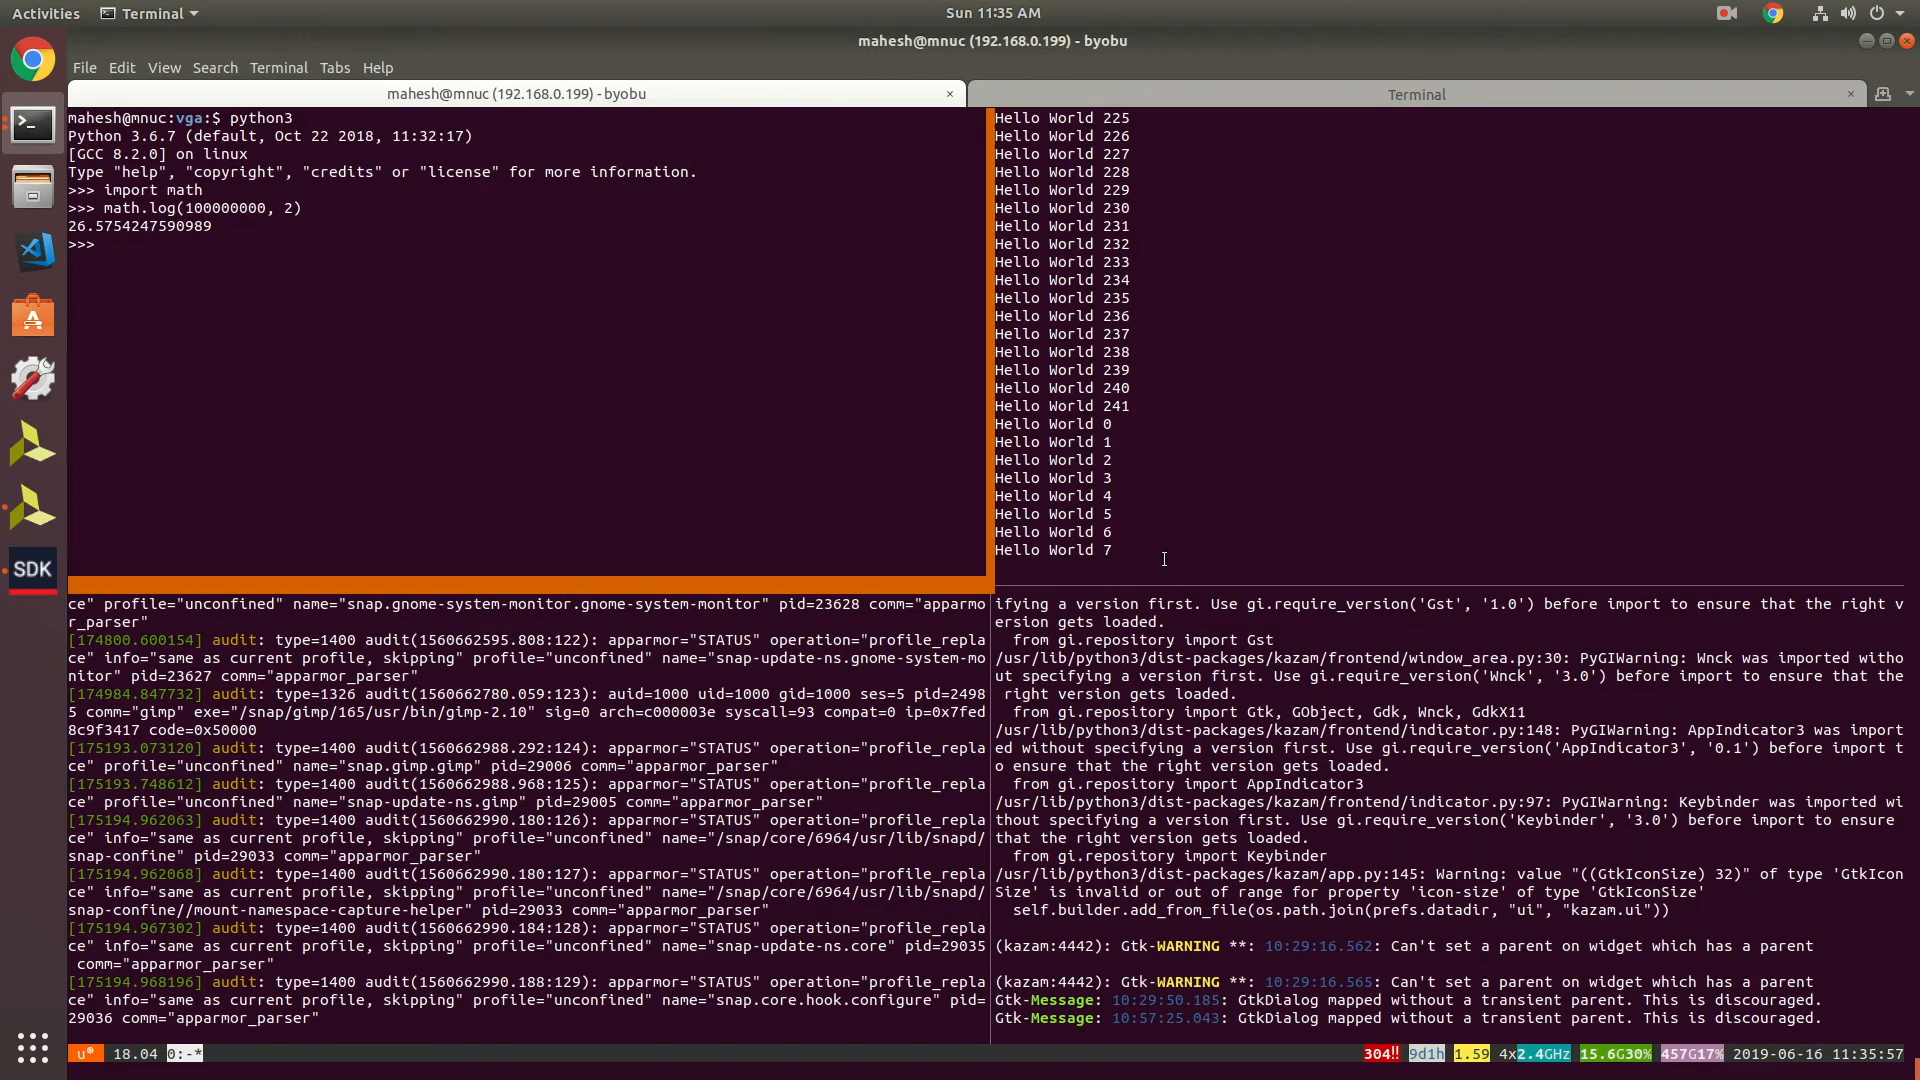 Activities
Terminal
Sun 11:35 AM
mahesh@mnuc (192.168.0.199) - byobu
File Edit View Search Terminal Tabs Help
mahesh@mnuc (192.168.0.199) - byobu
Terminal
mahesh@mnuc:vga:$ python3
Python 3.6.7 (default, Oct 22 2018, 11:32:17)
[GCC 8.2.0] on linux
Type "help", "copyright", "credits" or "license" for more information.
>>> import math
>>> math.log(100000000, 2)
26.5754247590989
>>>
Hello World 225
Hello World 226
Hello World 227
Hello World 228
Hello World 229
Hello World 230
Hello World 231
Hello World 232
Hello World 233
Hello World 234
Hello World 235
Hello World 236
Hello World 237
Hello World 238
Hello World 239
Hello World 240
Hello World 241
Hello World 0
Hello World 1
Hello World 2
Hello World 3
Hello World 4
Hello World 5
Hello World 6
Hello World 7
SDK
ce" profile="unconfined" name="snap.gnome-system-monitor.gnome-system-monitor" pid=23628 comm="apparmo
r_parser"
[174800.600154] audit: type=1400 audit(1560662595.808:122): apparmor="STATUS" operation="profile_repla
ce" info="same as current profile, skipping" profile="unconfined" name="snap-update-ns.gnome-system-mo
nitor" pid=23627 comm="apparmor_parser"
[174984.847732] audit: type=1326 audit(1560662780.059:123): auid=1000 uid=1000 gid=1000 ses=5 pid=2498
5 comm="gimp" exe="/snap/gimp/165/usr/bin/gimp-2.10" sig=0 arch=c000003e syscall=93 compat=0 ip=0x7fed
8c9f3417 code=0x50000
[175193.073120] audit: type=1400 audit(1560662988.292:124): apparmor="STATUS" operation="profile_repla
ce" profile="unconfined" name="snap.gimp.gimp" pid=29006 comm="apparmor_parser"
[175193.748612] audit: type=1400 audit(1560662988.968:125): apparmor="STATUS" operation="profile_repla
ce" profile="unconfined" name="snap-update-ns.gimp" pid=29005 comm="apparmor_parser"
[175194.962063] audit: type=1400 audit(1560662990.180:126): apparmor="STATUS" operation="profile_repla
ce" info="same as current profile, skipping" profile="unconfined" name="/snap/core/6964/usr/lib/snapd/
snap-confine" pid=29033 comm="apparmor_parser"
[175194.962068] audit: type=1400 audit(1560662990.180:127): apparmor="STATUS" operation="profile_repla
ce" info="same as current profile, skipping" profile="unconfined" name="/snap/core/6964/usr/lib/snapd/
snap-confine//mount-namespace-capture-helper" pid=29033 comm="apparmor_parser"
[175194.967302] audit: type=1400 audit(1560662990.184:128): apparmor="STATUS" operation="profile_repla
ce" info="same as current profile, skipping" profile="unconfined" name="snap-update-ns.core" pid=29035
comm="apparmor_parser"
[175194.968196] audit: type=1400 audit(1560662990.188:129): apparmor="STATUS" operation="profile_repla
ce" info="same as current profile, skipping" profile="unconfined" name="snap.core.hook.configure" pid=
29036 comm="apparmor_parser"
ifying a version first. Use gi.require_version('Gst', '1.0') before import to ensure that the right v
ersion gets loaded.
from gi.repository import Gst
/usr/lib/python3/dist-packages/kazam/frontend/window_area.py:30: PyGIWarning: Wnck was imported witho
ut specifying a version first. Use gi.require_version('Wnck', '3.0') before import to ensure that the
right version gets loaded.
from gi.repository import Gtk, GObject, Gdk, Wnck, GdkX11
/usr/lib/python3/dist-packages/kazam/frontend/indicator.py:148: PyGIWarning: AppIndicator3 was import
ed without specifying a version first. Use gi.require_version('AppIndicator3', '0.1') before import t
o ensure that the right version gets loaded.
from gi.repository import AppIndicator3
/usr/lib/python3/dist-packages/kazam/frontend/indicator.py:97: PyGIWarning: Keybinder was imported wi
thout specifying a version first. Use gi.require_version('Keybinder', '3.0') before import to ensure
that the right version gets loaded.
from gi.repository import Keybinder
/usr/lib/python3/dist-packages/kazam/app.py:145: Warning: value "((GtkIconSize) 32)" of type 'GtkIcon
Size' is invalid or out of range for property 'icon-size' of type 'GtkIconSize'
self.builder.add_from_file(os.path.join(prefs.datadir, "ui", "kazam.ui"))
(kazam:4442): Gtk-WARNING **: 10:29:16.562: Can't set a parent on widget which has a parent
(kazam:4442): Gtk-WARNING **: 10:29:16.565: Can't set a parent on widget which has a parent
Gtk-Message: 10:29:50.185: GtkDialog mapped without a transient parent. This is discouraged.
Gtk-Message: 10:57:25.043: GtkDialog mapped without a transient parent. This is discouraged.
u 18.04 0:-* 304!! 9d1h 1.59 4x2.4GHz 15.6G30% 457G17% 2019-06-16 11:35:57